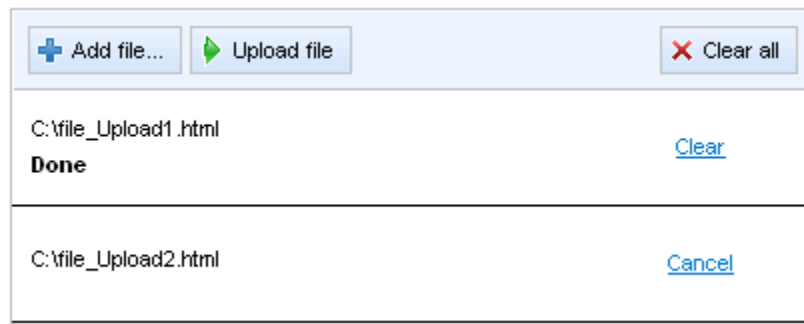 Add file... Upload file Clear all
C:\file_Upload1.html
Done
Clear
C:\file_Upload2.html
Cancel